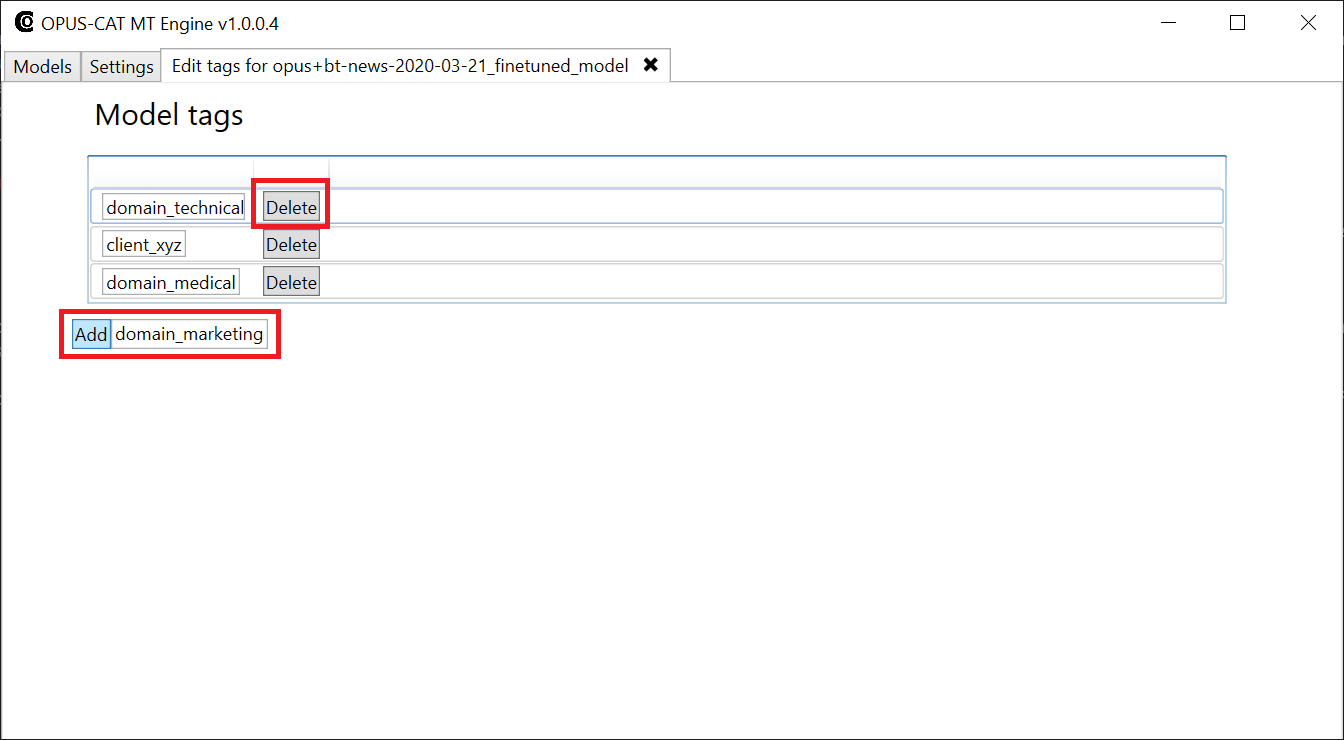 OPUS-CAT MT Engine v1.0.0.4
Models Settings Edit tags for opus+bt-news-2020-03-21_finetuned_model
Model tags
domain_technical Delete
client_xyz Delete
domain_medical Delete
Add domain_marketing